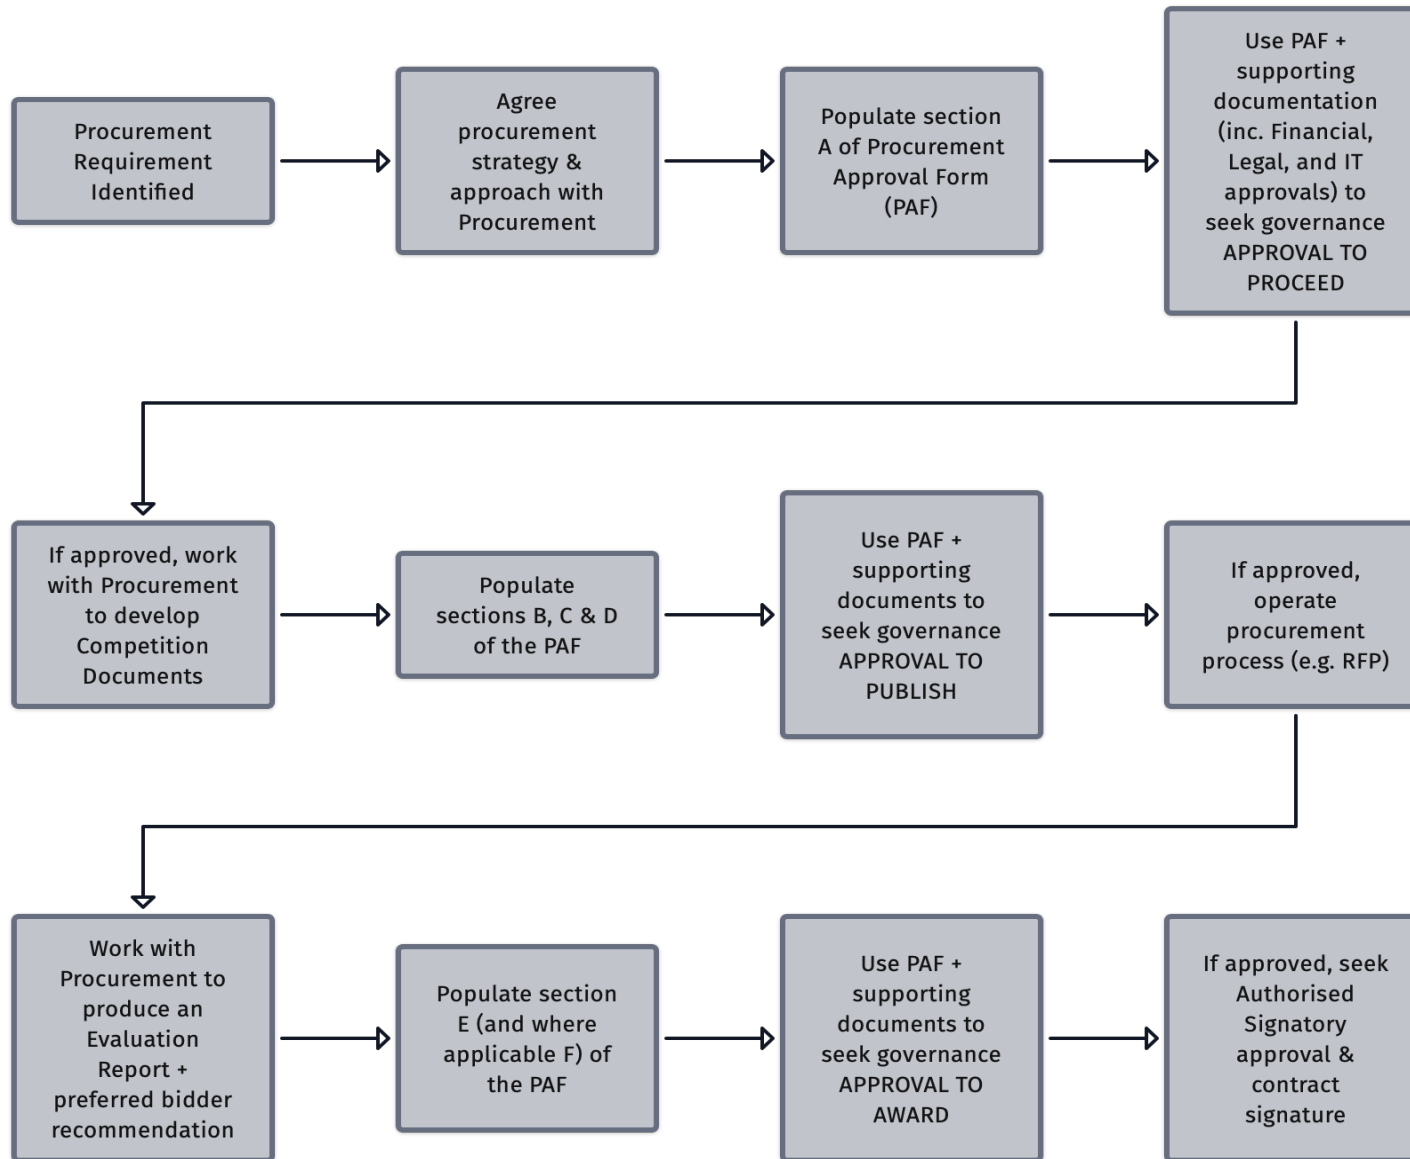 Procurement
Requirement
Identified
Agree
procurement
strategy &
approach with
Procurement
Populate section
A of Procurement
Approval Form
(PAF)
Use PAF +
supporting
documentation
(inc. Financial,
Legal, and IT
approvals) to
seek governance
APPROVAL TO
PROCEED
If approved, work
with Procurement
to develop
Competition
Documents
Populate
sections B, C & D
of the PAF
Use PAF +
supporting
documents to
seek governance
APPROVAL TO
PUBLISH
If approved,
operate
procurement
process (e.g. RFP)
Work with
Procurement to
produce an
Evaluation
Report +
preferred bidder
recommendation
Populate section
E (and where
applicable F) of
the PAF
Use PAF +
supporting
documents to
seek governance
APPROVAL TO
AWARD
If approved, seek
Authorised
Signatory
approval &
contract
signature